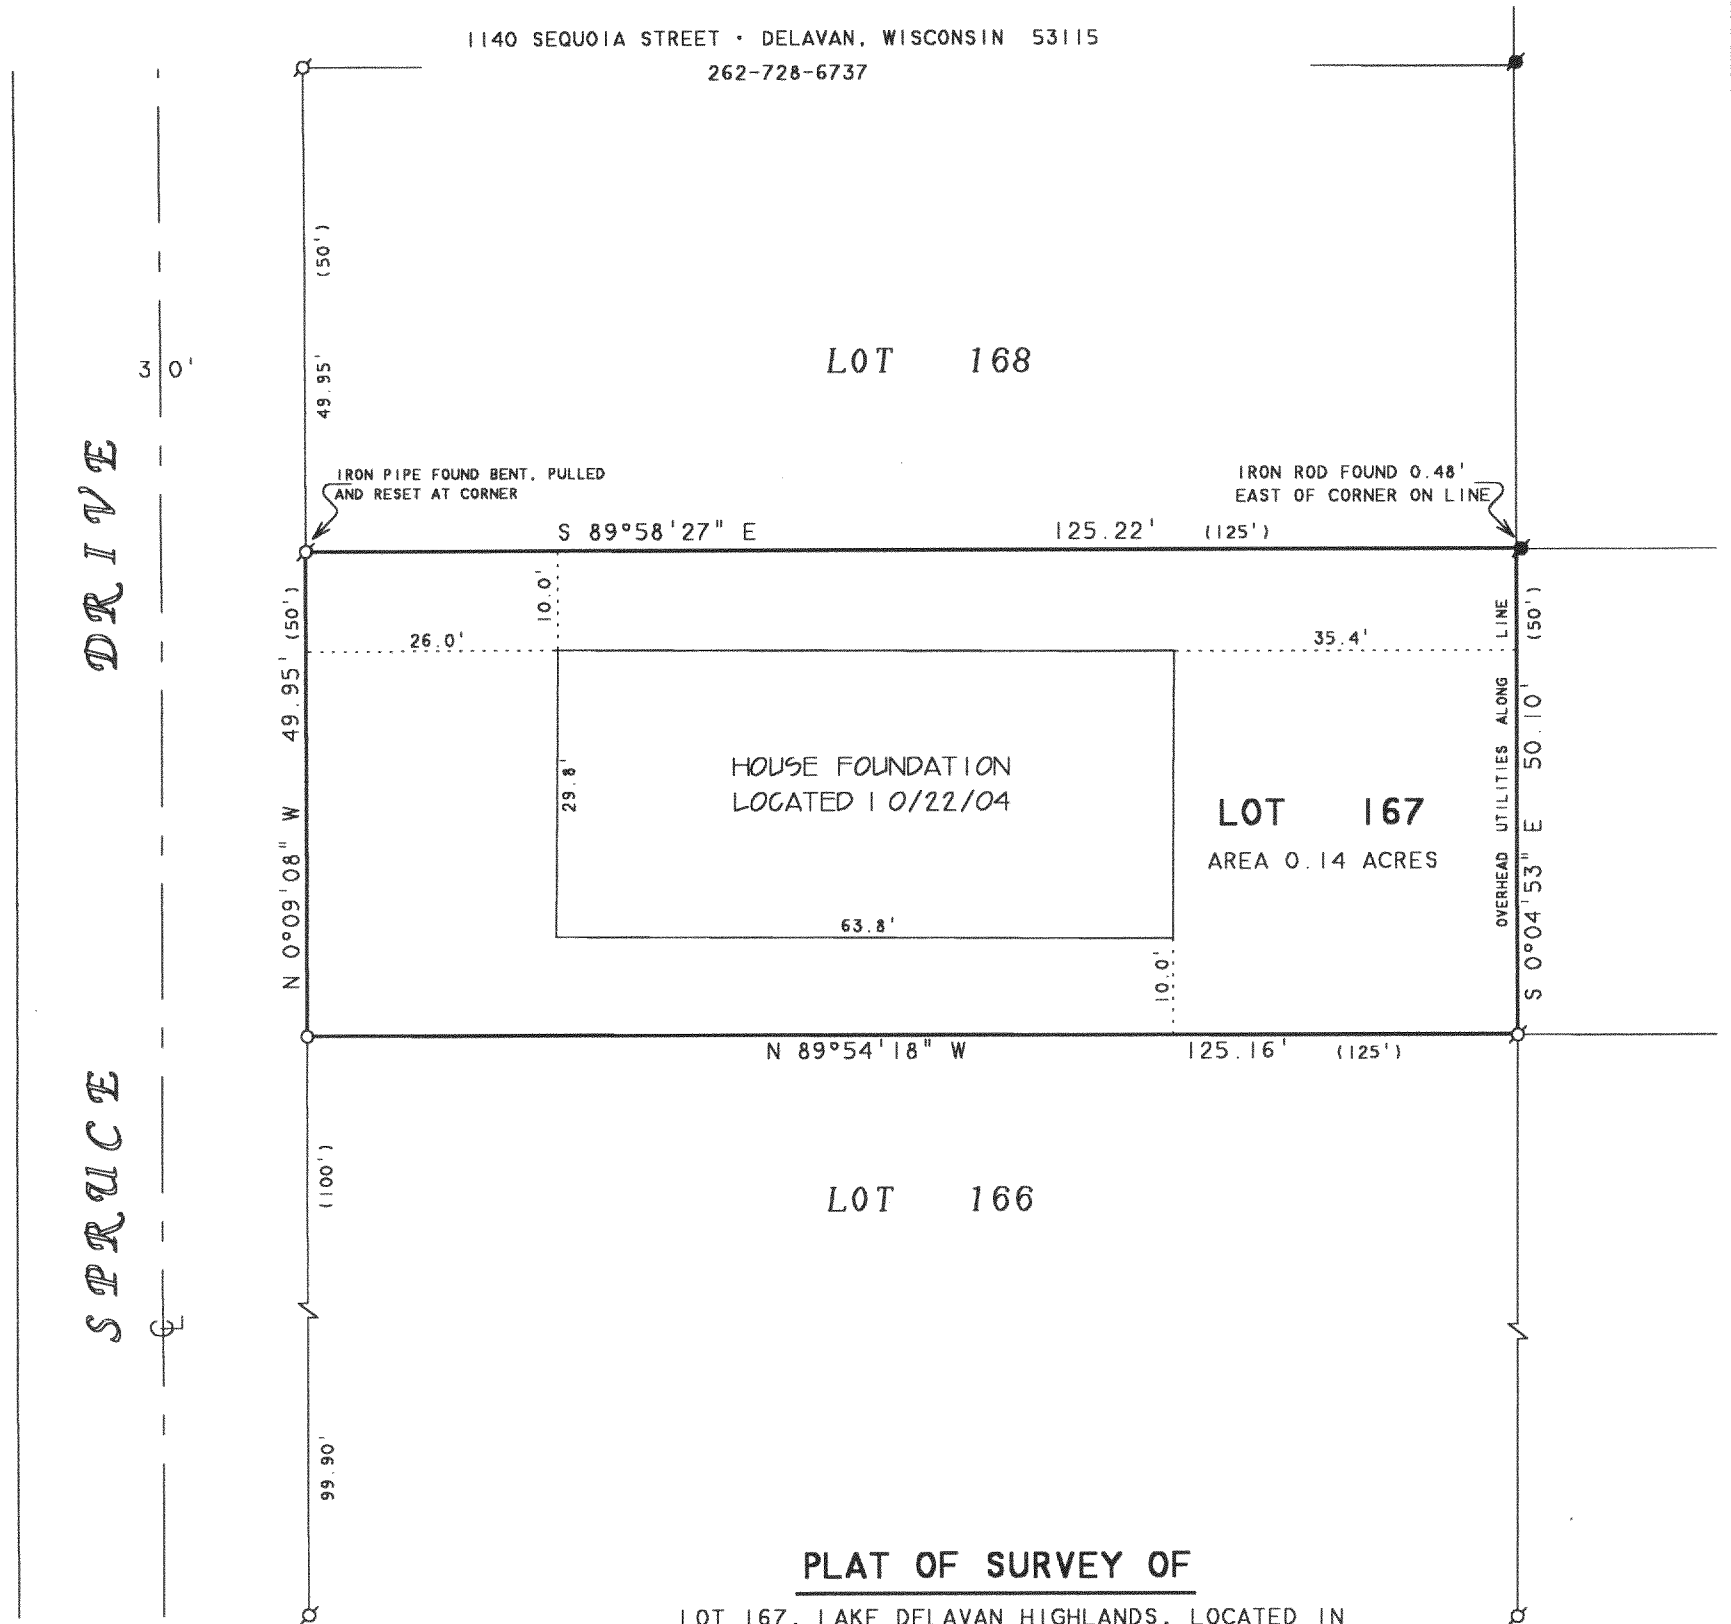 1140 SEQUOIA STREET · DELAVAN, WISCONSIN 53115
262-728-6737
(50')
49.95'
30'
LOT 168
DRIVE
IRON PIPE FOUND BENT, PULLED
AND RESET AT CORNER
IRON ROD FOUND 0.48'
EAST OF CORNER ON LINE
S 89°58'27" E 125.22' (125')
10.0'
26.0'
35.4'
N 0°09'08" W 49.95' (50')
29.8'
HOUSE FOUNDATION
LOCATED 10/22/04
63.8'
10.0'
LOT 167
AREA 0.14 ACRES
OVERHEAD UTILITIES ALONG LINE
S 0°04'53" E 50.10' (50')
N 89°54'18" W 125.16' (125')
SPRUCE
(100')
LOT 166
℄
99.90'
PLAT OF SURVEY OF
LOT 167, LAKE DELAVAN HIGHLANDS, LOCATED IN